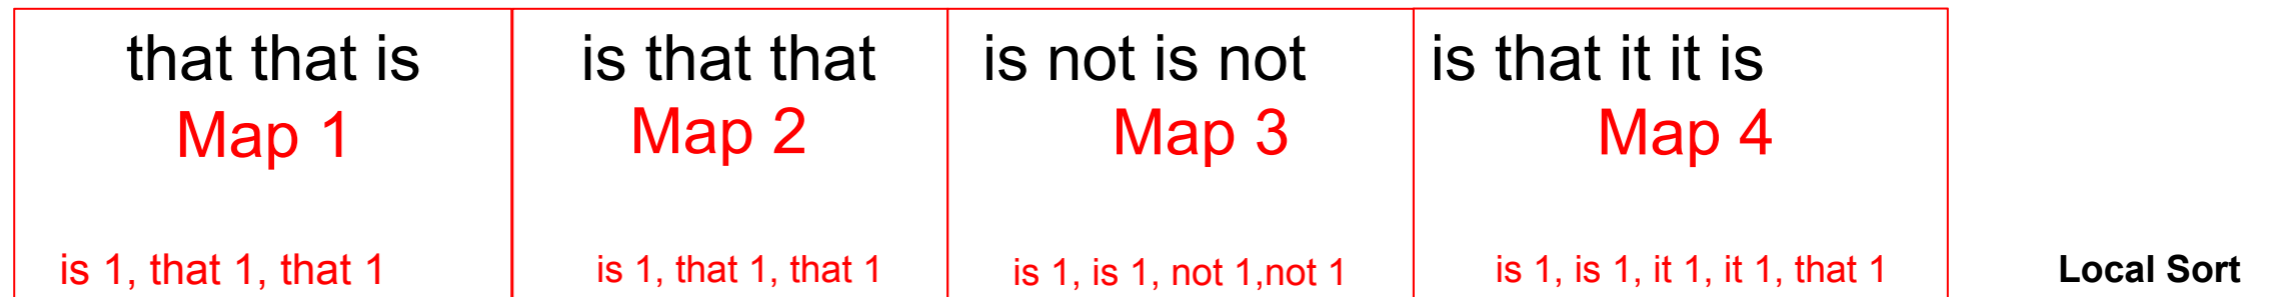 that that is
Map 1
is 1, that 1, that 1
is that that
Map 2
is 1, that 1, that 1
is not is not
Map 3
is 1, is 1, not 1,not 1
is that it it is
Map 4
is 1, is 1, it 1, it 1, that 1
Local Sort